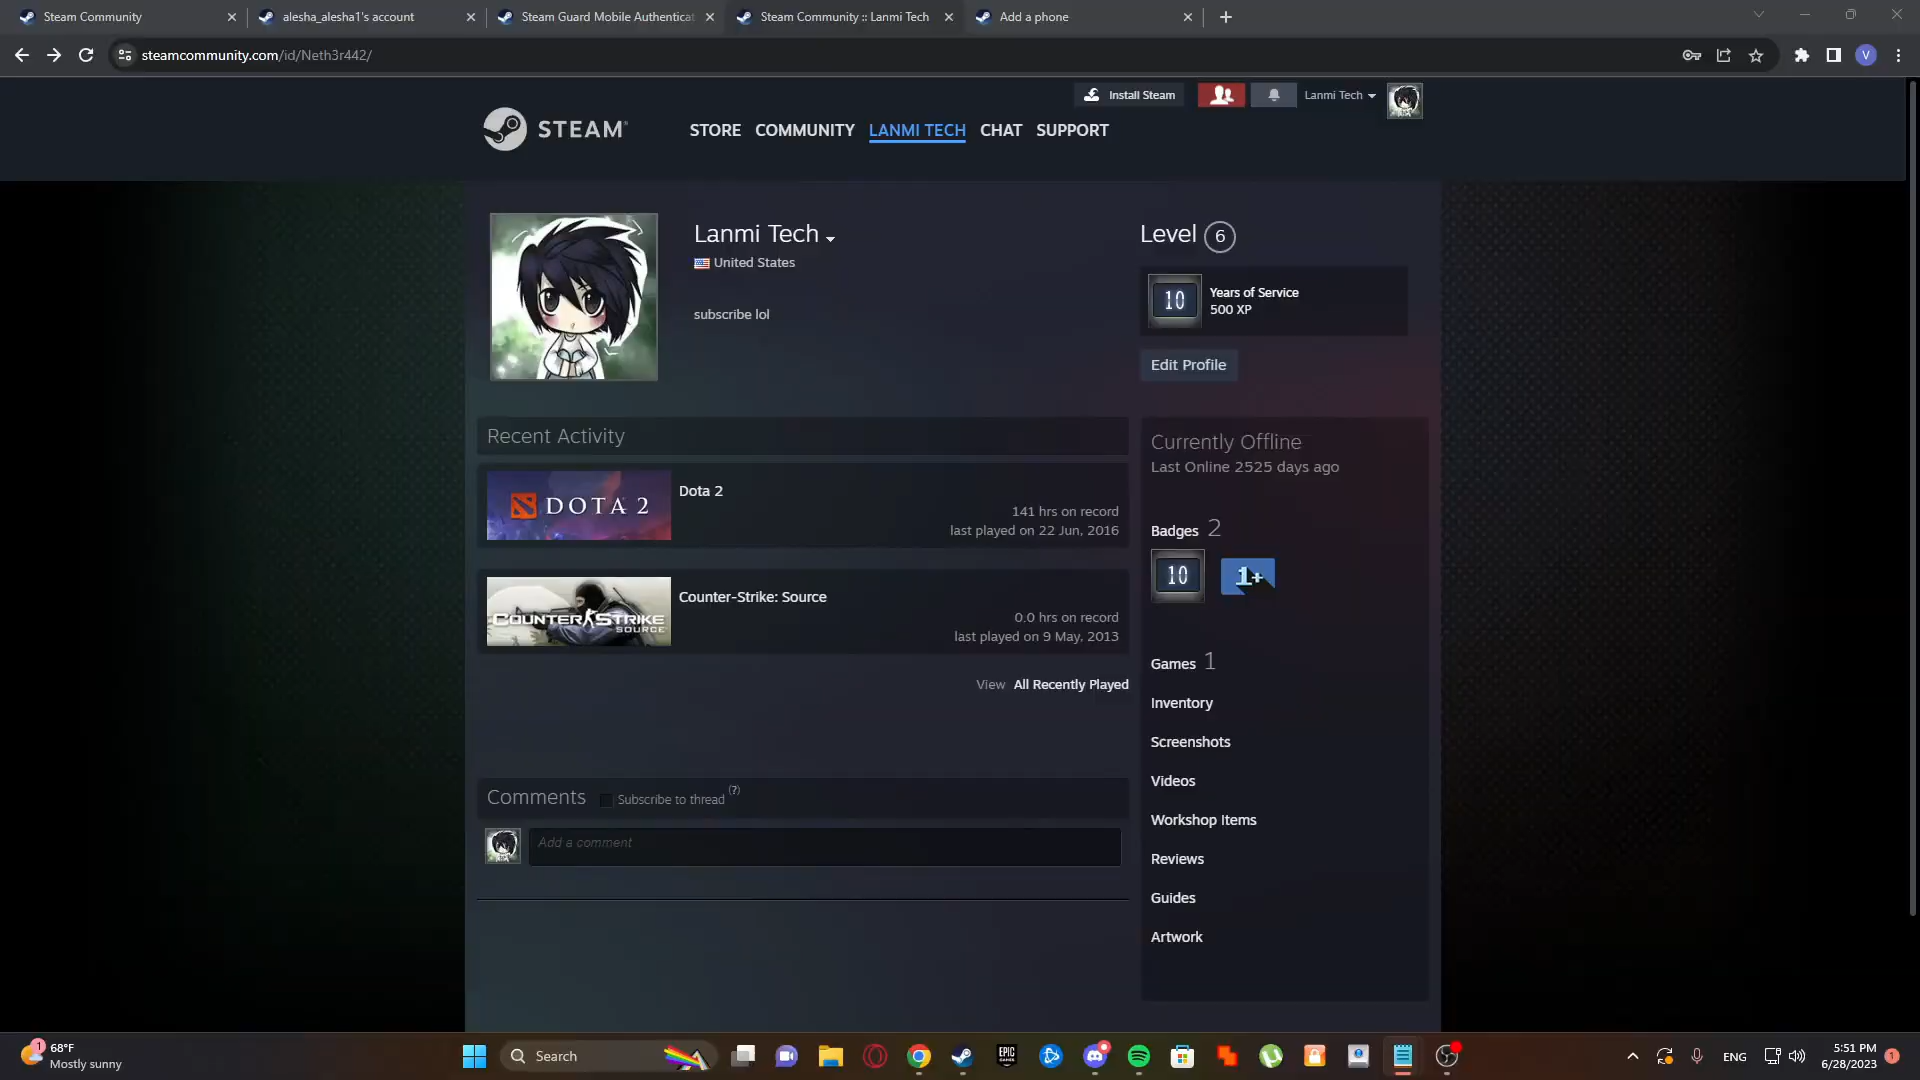 Steam Community
alesha_alesha1's account
Steam Guard Mobile Authenticat
Steam Community :: Lanmi Tech
Add a phone
steamcommunity.com/id/Neth3r442/
V
Install Steam
Lanmi Tech
STEAM
STORE COMMUNITY LANMI TECH CHAT SUPPORT
Lanmi Tech
United States
subscribe lol
Level 6
10
Years of Service
500 XP
Edit Profile
Recent Activity
DOTA 2
Dota 2
141 hrs on record
last played on 22 Jun, 2016
COUNTER STRIKE
SOURCE
Counter-Strike: Source
0.0 hrs on record
last played on 9 May, 2013
View All Recently Played
Comments Subscribe to thread (?)
Add a comment
Currently Offline
Last Online 2525 days ago
Badges 2
10 1+
Games 1
Inventory
Screenshots
Videos
Workshop Items
Reviews
Guides
Artwork
1
68°F
Mostly sunny
Search
EPIC
GAMES
ENG
5:51 PM
6/28/2023
1